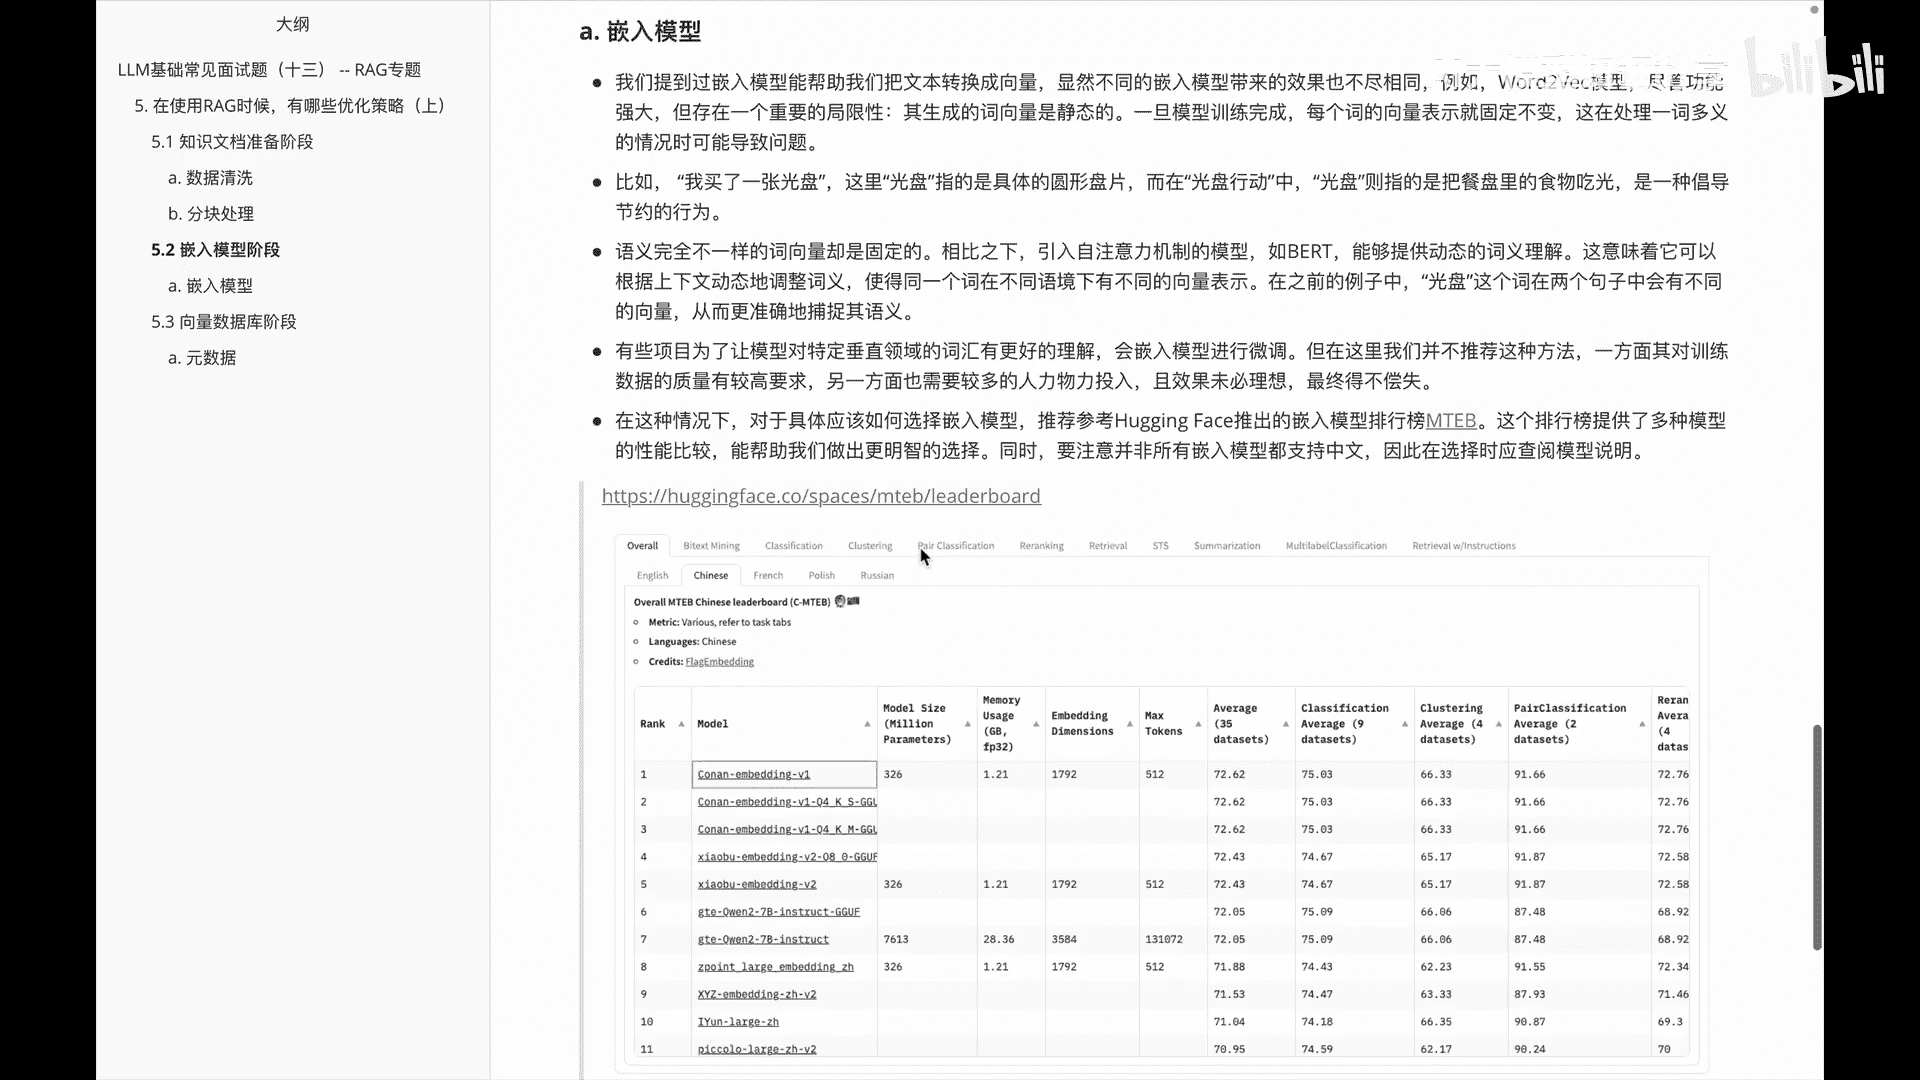 大纲
LLM基础常见面试题（十三） -- RAG专题
5. 在使用RAG时候，有哪些优化策略（上）
5.1 知识文档准备阶段
a. 数据清洗
b. 分块处理
5.2 嵌入模型阶段
a. 嵌入模型
5.3 向量数据库阶段
a. 元数据
a. 嵌入模型
我们提到过嵌入模型能帮助我们把文本转换成向量，显然不同的嵌入模型带来的效果也不尽相同，例如，Word2Vec模型，尽管功能
强大，但存在一个重要的局限性：其生成的词向量是静态的。一旦模型训练完成，每个词的向量表示就固定不变，这在处理一词多义
的情况时可能导致问题。
比如， “我买了一张光盘”，这里“光盘”指的是具体的圆形盘片，而在“光盘行动”中，“光盘”则指的是把餐盘里的食物吃光，是一种倡导
节约的行为。
语义完全不一样的词向量却是固定的。相比之下，引入自注意力机制的模型，如BERT，能够提供动态的词义理解。这意味着它可以
根据上下文动态地调整词义，使得同一个词在不同语境下有不同的向量表示。在之前的例子中，“光盘”这个词在两个句子中会有不同
的向量，从而更准确地捕捉其语义。
有些项目为了让模型对特定垂直领域的词汇有更好的理解，会嵌入模型进行微调。但在这里我们并不推荐这种方法，一方面其对训练
数据的质量有较高要求，另一方面也需要较多的人力物力投入，且效果未必理想，最终得不偿失。
在这种情况下，对于具体应该如何选择嵌入模型，推荐参考Hugging Face推出的嵌入模型排行榜MTEB。这个排行榜提供了多种模型
的性能比较，能帮助我们做出更明智的选择。同时，要注意并非所有嵌入模型都支持中文，因此在选择时应查阅模型说明。
https://huggingface.co/spaces/mteb/leaderboard
Overall Bitext Mining Classification Clustering Pair Classification Reranking Retrieval STS Summarization MultilabelClassification Retrieval w/Instructions
English Chinese French Polish Russian
Overall MTEB Chinese leaderboard (C-MTEB)
Metric: Various, refer to task tabs
Languages: Chinese
Credits: FlagEmbedding
Rank Model Model Size (Million Parameters) Memory Usage (GB, fp32) Embedding Dimensions Max Tokens Average (35 datasets) Classification Average (9 datasets) Clustering Average (4 datasets) PairClassification Average (2 datasets) Reran Avera (4 datas
1 Conan-embedding-v1 326 1.21 1792 512 72.62 75.03 66.33 91.66 72.76
2 Conan-embedding-v1-Q4_K_S-GGU 72.62 75.03 66.33 91.66 72.76
3 Conan-embedding-v1-Q4_K_M-GGU 72.62 75.03 66.33 91.66 72.76
4 xiaobu-embedding-v2-Q8_0-GGUF 72.43 74.67 65.17 91.87 72.58
5 xiaobu-embedding-v2 326 1.21 1792 512 72.43 74.67 65.17 91.87 72.58
6 gte-Qwen2-7B-instruct-GGUF 72.05 75.09 66.06 87.48 68.92
7 gte-Qwen2-7B-instruct 7613 28.36 3584 131072 72.05 75.09 66.06 87.48 68.92
8 zpoint_large_embedding_zh 326 1.21 1792 512 71.88 74.43 62.23 91.55 72.34
9 XYZ-embedding-zh-v2 71.53 74.47 63.33 87.93 71.46
10 IYun-large-zh 71.04 74.18 66.35 90.87 69.3
11 piccolo-large-zh-v2 70.95 74.59 62.17 90.24 70
bilibili